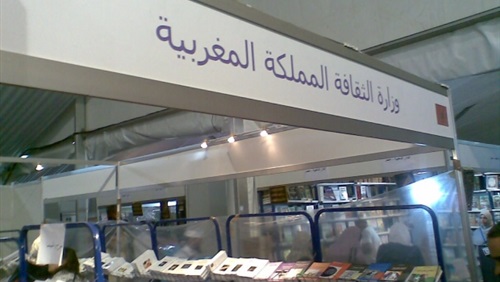 وزارة الثقافة المملكة المغربية